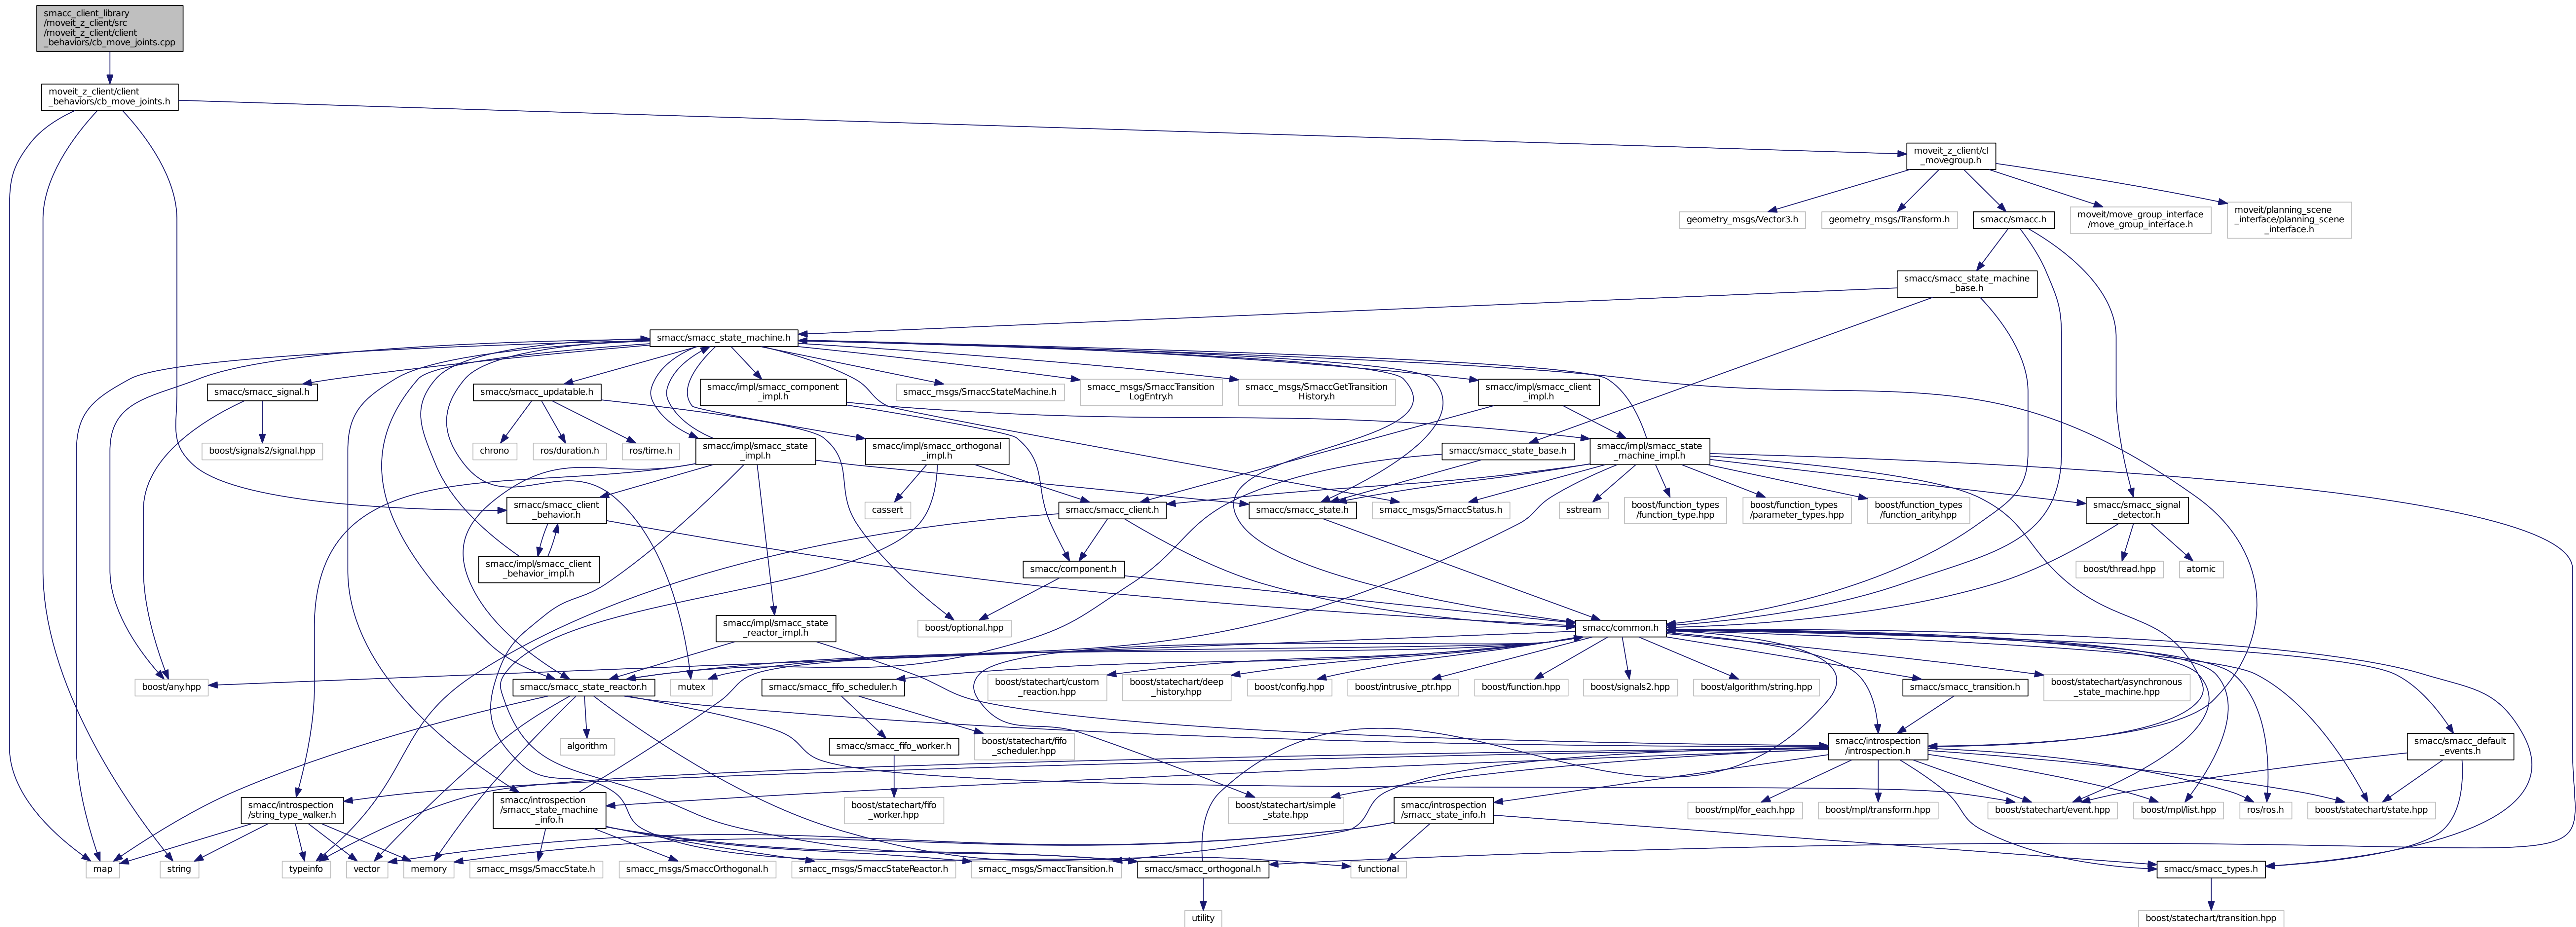 smacc_client_library
/moveit_z_client/src
/moveit_z_client/client
_behaviors/cb_move_joints.cpp
moveit_z_client/client
_behaviors/cb_move_joints.h
moveit_z_client/cl
_movegroup.h
geometry_msgs/Vector3.h
geometry_msgs/Transform.h
smacc/smacc.h
moveit/move_group_interface
/move_group_interface.h
moveit/planning_scene
_interface/planning_scene
_interface.h
smacc/smacc_state_machine
_base.h
smacc/smacc_state_machine.h
smacc/smacc_signal.h
smacc/smacc_updatable.h
smacc/impl/smacc_component
_impl.h
smacc_msgs/SmaccStateMachine.h
smacc_msgs/SmaccTransition
LogEntry.h
smacc_msgs/SmaccGetTransition
History.h
smacc/impl/smacc_client
_impl.h
boost/signals2/signal.hpp
chrono
ros/duration.h
ros/time.h
smacc/impl/smacc_state
_impl.h
smacc/impl/smacc_orthogonal
_impl.h
smacc/smacc_state_base.h
smacc/impl/smacc_state
_machine_impl.h
smacc/smacc_client
_behavior.h
cassert
smacc/smacc_client.h
smacc/smacc_state.h
smacc_msgs/SmaccStatus.h
sstream
boost/function_types
/function_type.hpp
boost/function_types
/parameter_types.hpp
boost/function_types
/function_arity.hpp
smacc/smacc_signal
_detector.h
smacc/impl/smacc_client
_behavior_impl.h
smacc/component.h
boost/thread.hpp
atomic
smacc/impl/smacc_state
_reactor_impl.h
boost/optional.hpp
smacc/common.h
boost/any.hpp
smacc/smacc_state_reactor.h
mutex
smacc/smacc_fifo_scheduler.h
boost/statechart/custom
_reaction.hpp
boost/statechart/deep
_history.hpp
boost/config.hpp
boost/intrusive_ptr.hpp
boost/function.hpp
boost/signals2.hpp
boost/algorithm/string.hpp
smacc/smacc_transition.h
boost/statechart/asynchronous
_state_machine.hpp
algorithm
smacc/smacc_fifo_worker.h
boost/statechart/fifo
_scheduler.hpp
smacc/introspection
/introspection.h
smacc/smacc_default
_events.h
smacc/introspection
/string_type_walker.h
smacc/introspection
/smacc_state_machine
_info.h
boost/statechart/fifo
_worker.hpp
boost/statechart/simple
_state.hpp
smacc/introspection
/smacc_state_info.h
boost/mpl/for_each.hpp
boost/mpl/transform.hpp
boost/statechart/event.hpp
boost/mpl/list.hpp
ros/ros.h
boost/statechart/state.hpp
map
string
typeinfo
vector
memory
smacc_msgs/SmaccState.h
smacc_msgs/SmaccOrthogonal.h
smacc_msgs/SmaccStateReactor.h
smacc_msgs/SmaccTransition.h
smacc/smacc_orthogonal.h
functional
smacc/smacc_types.h
utility
boost/statechart/transition.hpp